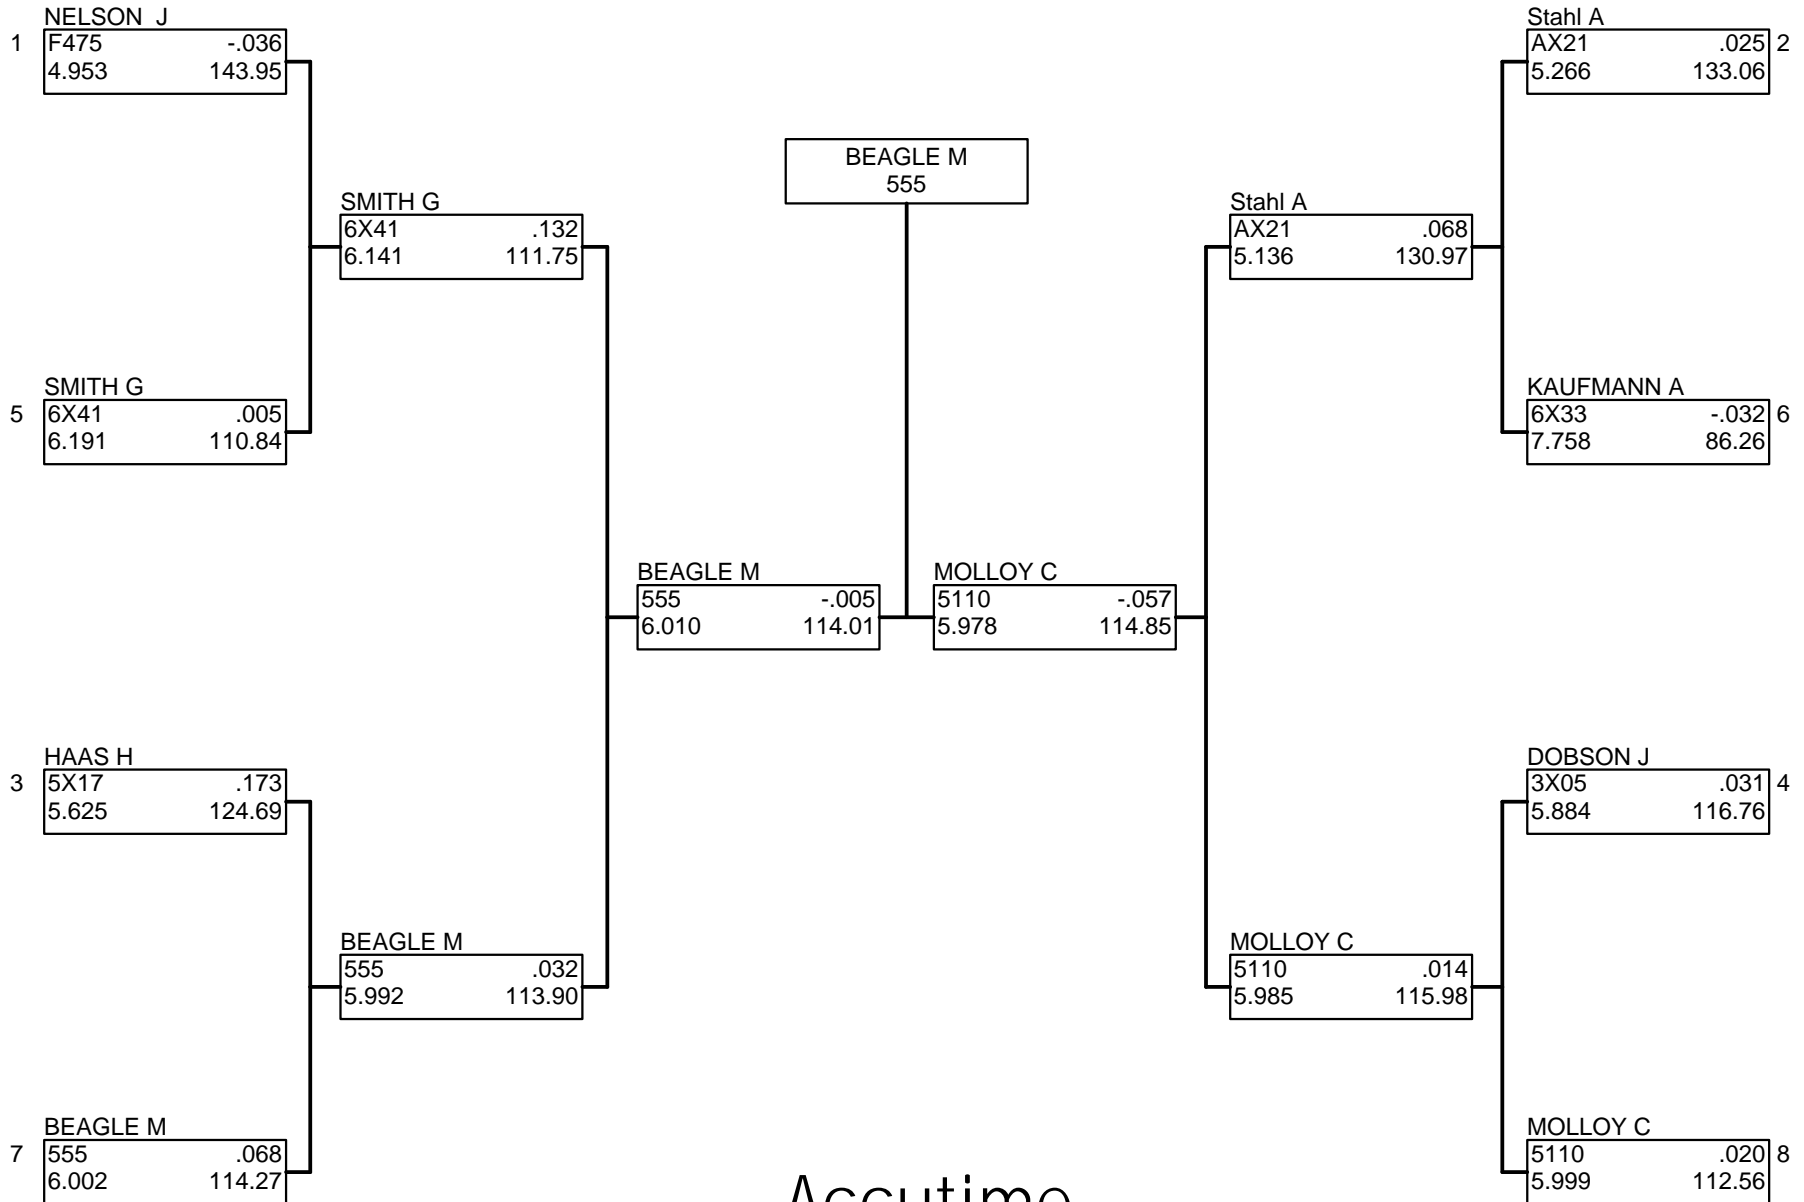 NELSON  J
1 F475 -.036
4.953 143.95
SMITH G
6X41 .132
6.141 111.75
SMITH G
5 6X41 .005
6.191 110.84
BEAGLE M
555
BEAGLE M
555 -.005
6.010 114.01
HAAS H
3 5X17 .173
5.625 124.69
BEAGLE M
555 .032
5.992 113.90
BEAGLE M
7 555 .068
6.002 114.27
Stahl A
AX21 .025 2
5.266 133.06
Stahl A
AX21 .068
5.136 130.97
KAUFMANN A
6X33 -.032 6
7.758 86.26
MOLLOY C
5110 -.057
5.978 114.85
DOBSON J
3X05 .031 4
5.884 116.76
MOLLOY C
5110 .014
5.985 115.98
MOLLOY C
5110 .020 8
5.999 112.56
Accutime